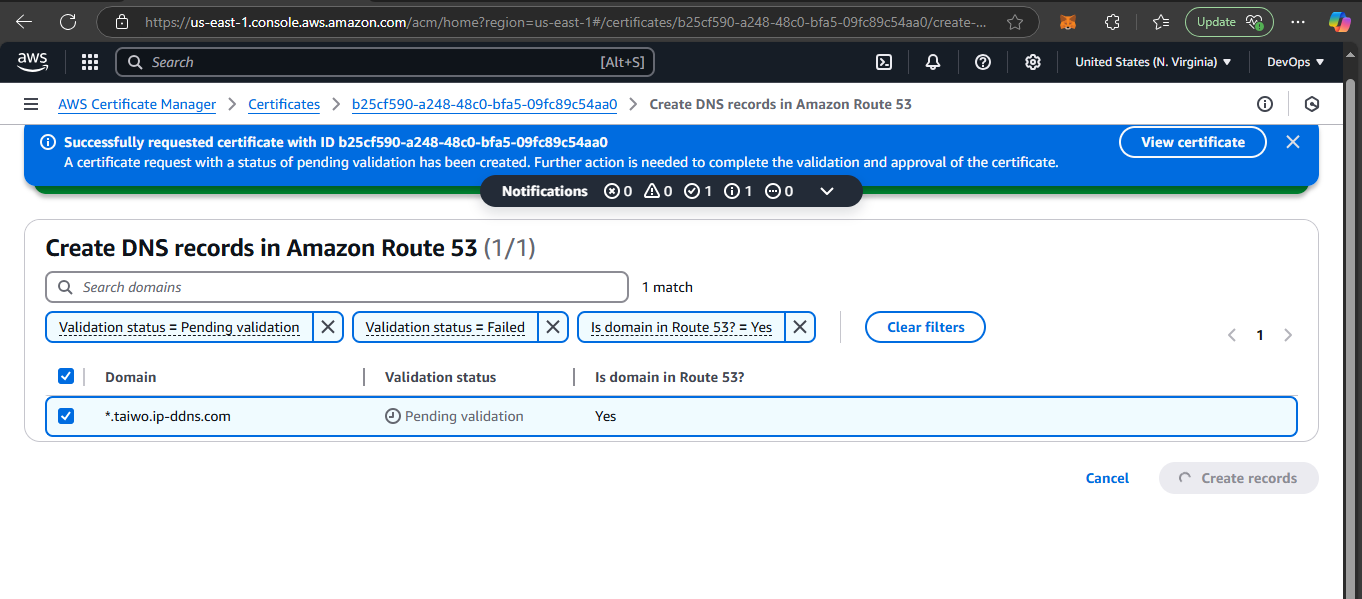 https://us-east-1.console.aws.amazon.com/acm/home?region=us-east-1#/certificates/b25cf590-a248-48c0-bfa5-09fc89c54aa0/create-...
Update
aws
Search
[Alt+S]
United States (N. Virginia)
DevOps
AWS Certificate Manager
Certificates
b25cf590-a248-48c0-bfa5-09fc89c54aa0
Create DNS records in Amazon Route 53
Successfully requested certificate with ID b25cf590-a248-48c0-bfa5-09fc89c54aa0
A certificate request with a status of pending validation has been created. Further action is needed to complete the validation and approval of the certificate.
View certificate
Notifications 0 0 1 1 0
Create DNS records in Amazon Route 53 (1/1)
Search domains
1 match
Validation status = Pending validation
Validation status = Failed
Is domain in Route 53? = Yes
Clear filters
1
Domain
Validation status
Is domain in Route 53?
*.taiwo.ip-ddns.com
Pending validation
Yes
Cancel
Create records